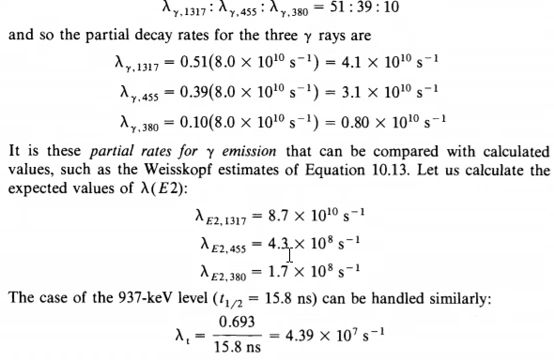 λγ,1317 : λγ,455 : λγ,380 = 51 : 39 : 10
and so the partial decay rates for the three γ rays are
λγ,1317 = 0.51(8.0 × 10¹⁰ s⁻¹) = 4.1 × 10¹⁰ s⁻¹
λγ,455 = 0.39(8.0 × 10¹⁰ s⁻¹) = 3.1 × 10¹⁰ s⁻¹
λγ,380 = 0.10(8.0 × 10¹⁰ s⁻¹) = 0.80 × 10¹⁰ s⁻¹
It is these partial rates for γ emission that can be compared with calculated
values, such as the Weisskopf estimates of Equation 10.13. Let us calculate the
expected values of λ(E2):
λE2,1317 = 8.7 × 10¹⁰ s⁻¹
λE2,455 = 4.3 × 10⁸ s⁻¹
λE2,380 = 1.7 × 10⁸ s⁻¹
The case of the 937-keV level (t1/2 = 15.8 ns) can be handled similarly:
λt = 0.693 / 15.8 ns = 4.39 × 10⁷ s⁻¹